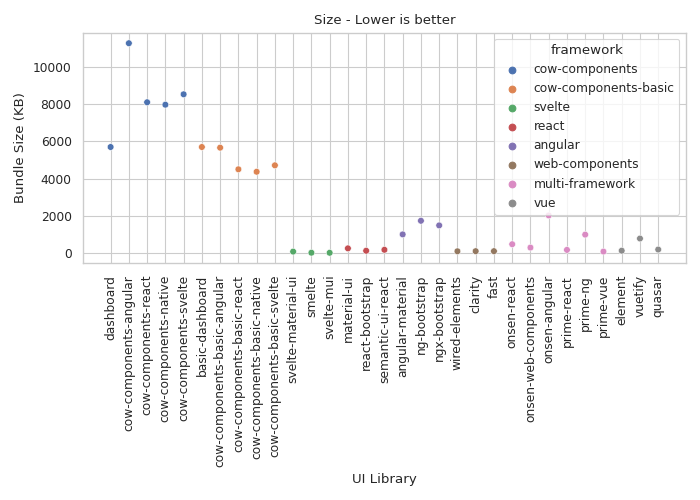 Size - Lower is better
Bundle Size (KB)
10000
8000
6000
4000
2000
0
framework
cow-components
cow-components-basic
svelte
react
angular
web-components
multi-framework
vue
dashboard
cow-components-angular
cow-components-react
cow-components-native
cow-components-svelte
basic-dashboard
cow-components-basic-angular
cow-components-basic-react
cow-components-basic-native
cow-components-basic-svelte
svelte-material-ui
smelte
svelte-mui
material-ui
react-bootstrap
semantic-ui-react
angular-material
ng-bootstrap
ngx-bootstrap
wired-elements
clarity
fast
onsen-react
onsen-web-components
onsen-angular
prime-react
prime-ng
prime-vue
element
vuetify
quasar
UI Library